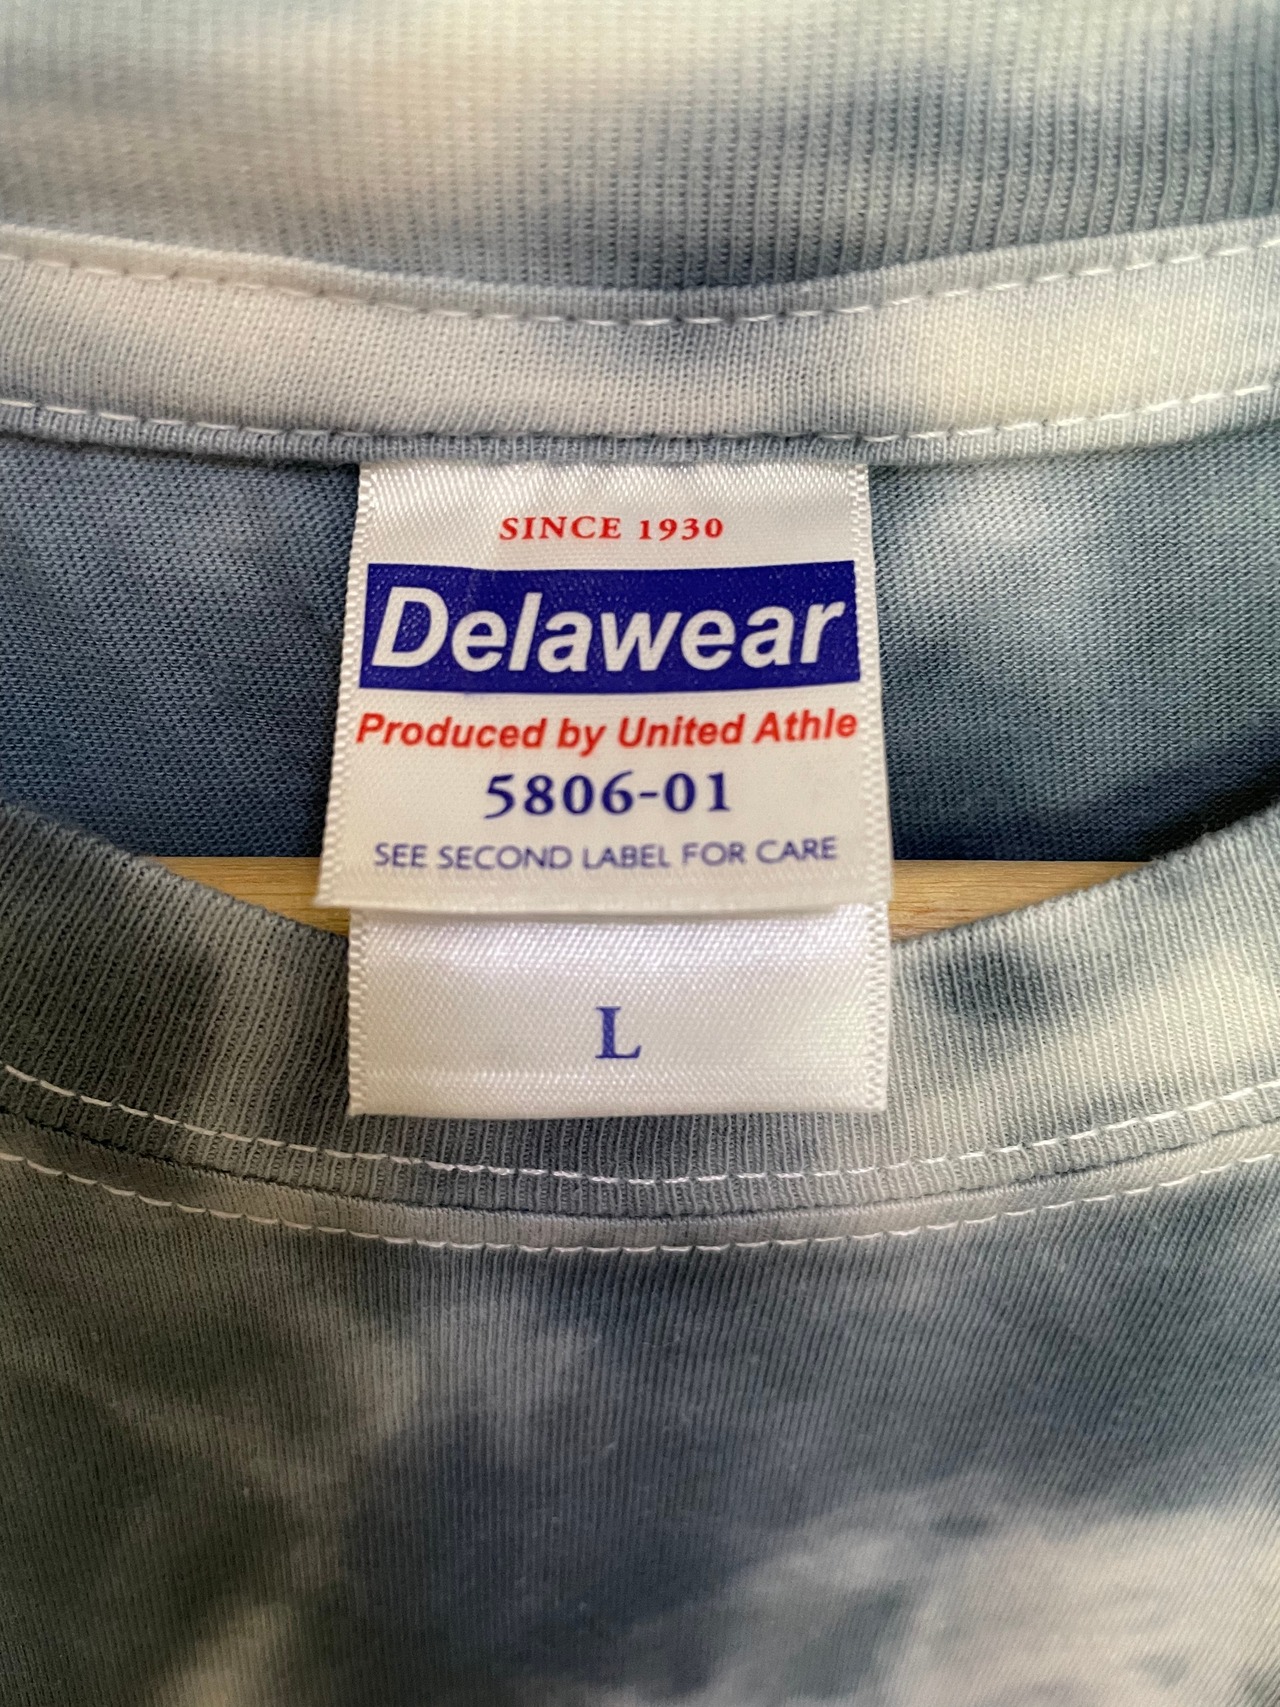 SINCE 1930
Delawear
Produced by United Athle
5806-01
SEE SECOND LABEL FOR CARE
L